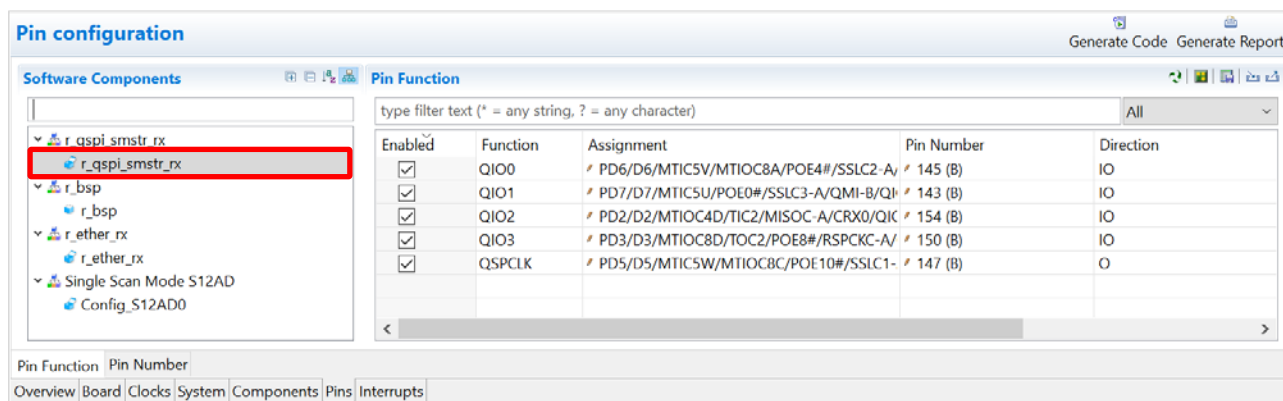 Pin configuration
Generate Code Generate Report
Software Components
Pin Function
type filter text (* = any string, ? = any character)
All
r_qspi_smstr_rx
r_qspi_smstr_rx
r_bsp
r_bsp
r_ether_rx
r_ether_rx
Single Scan Mode S12AD
Config_S12AD0
Enabled Function Assignment Pin Number Direction
QIO0 PD6/D6/MTIC5V/MTIOC8A/POE4#/SSLC2-A/ 145 (B) IO
QIO1 PD7/D7/MTIC5U/POE0#/SSLC3-A/QMI-B/QI 143 (B) IO
QIO2 PD2/D2/MTIOC4D/TIC2/MISOC-A/CRX0/QIC 154 (B) IO
QIO3 PD3/D3/MTIOC8D/TOC2/POE8#/RSPCKC-A/ 150 (B) IO
QSPCLK PD5/D5/MTIC5W/MTIOC8C/POE10#/SSLC1- 147 (B) O
Pin Function Pin Number
Overview Board Clocks System Components Pins Interrupts